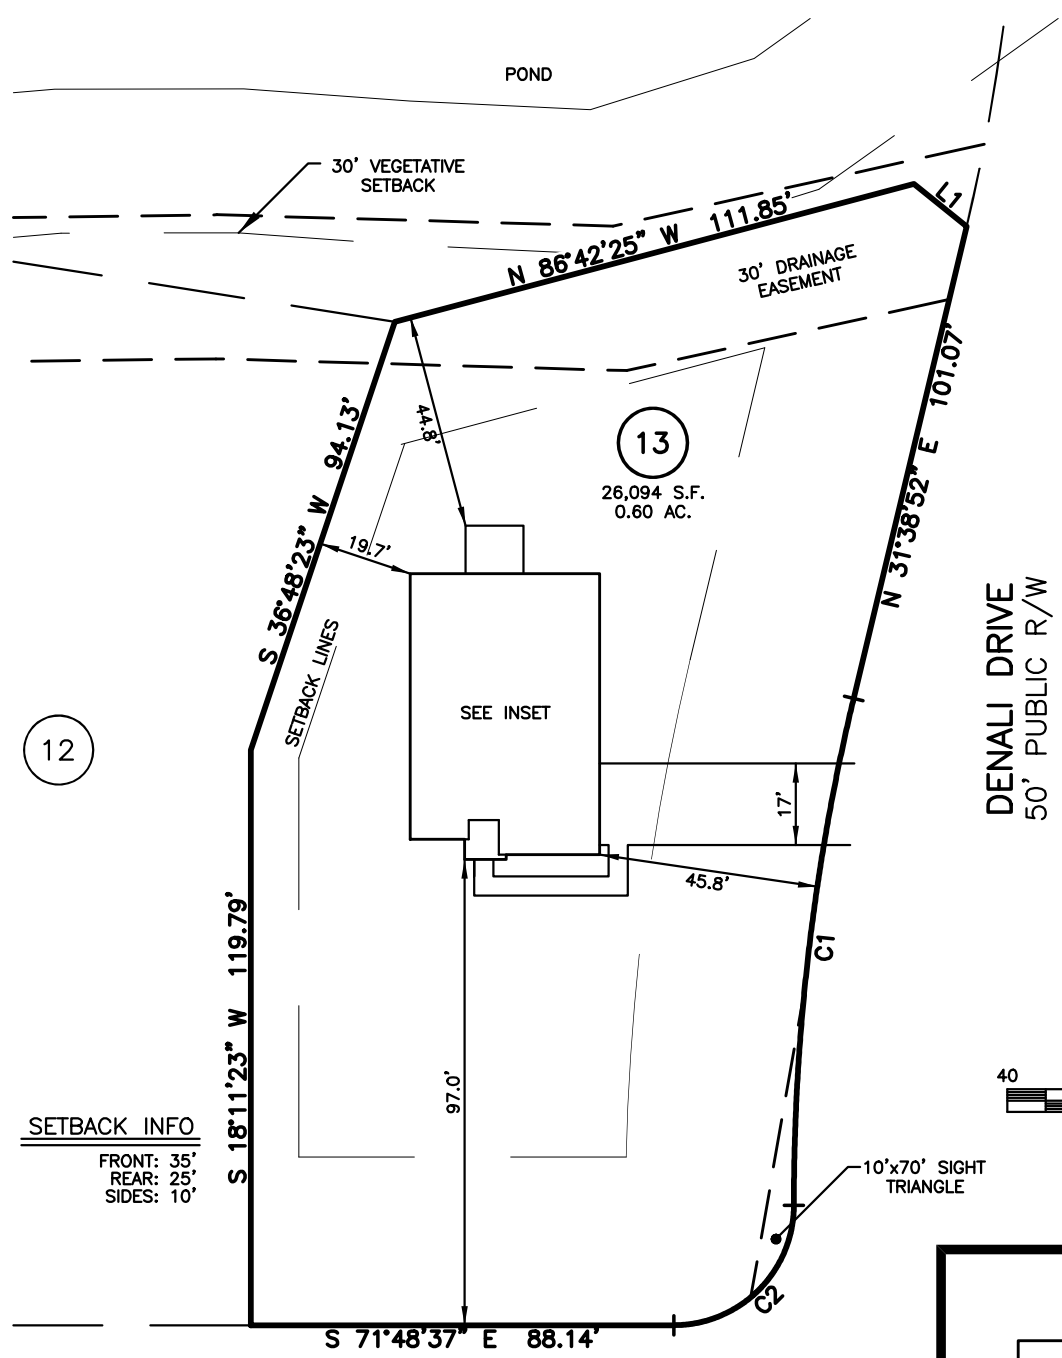 POND
30' VEGETATIVE
SETBACK
L1
N 86°42'25" W 111.85'
30' DRAINAGE
EASEMENT
S 36°48'23" W 94.13'
44.8'
13
26,094 S.F.
0.60 AC.
N 31°38'52" E 101.07'
19.7'
SETBACK LINES
SEE INSET
DENALI DRIVE
50' PUBLIC R/W
12
17'
45.8'
S 18°11'23" W 119.79'
C1
97.0'
40
SETBACK INFO
FRONT: 35'
REAR: 25'
SIDES: 10'
10'x70' SIGHT
TRIANGLE
C2
S 71°48'37" E 88.14'